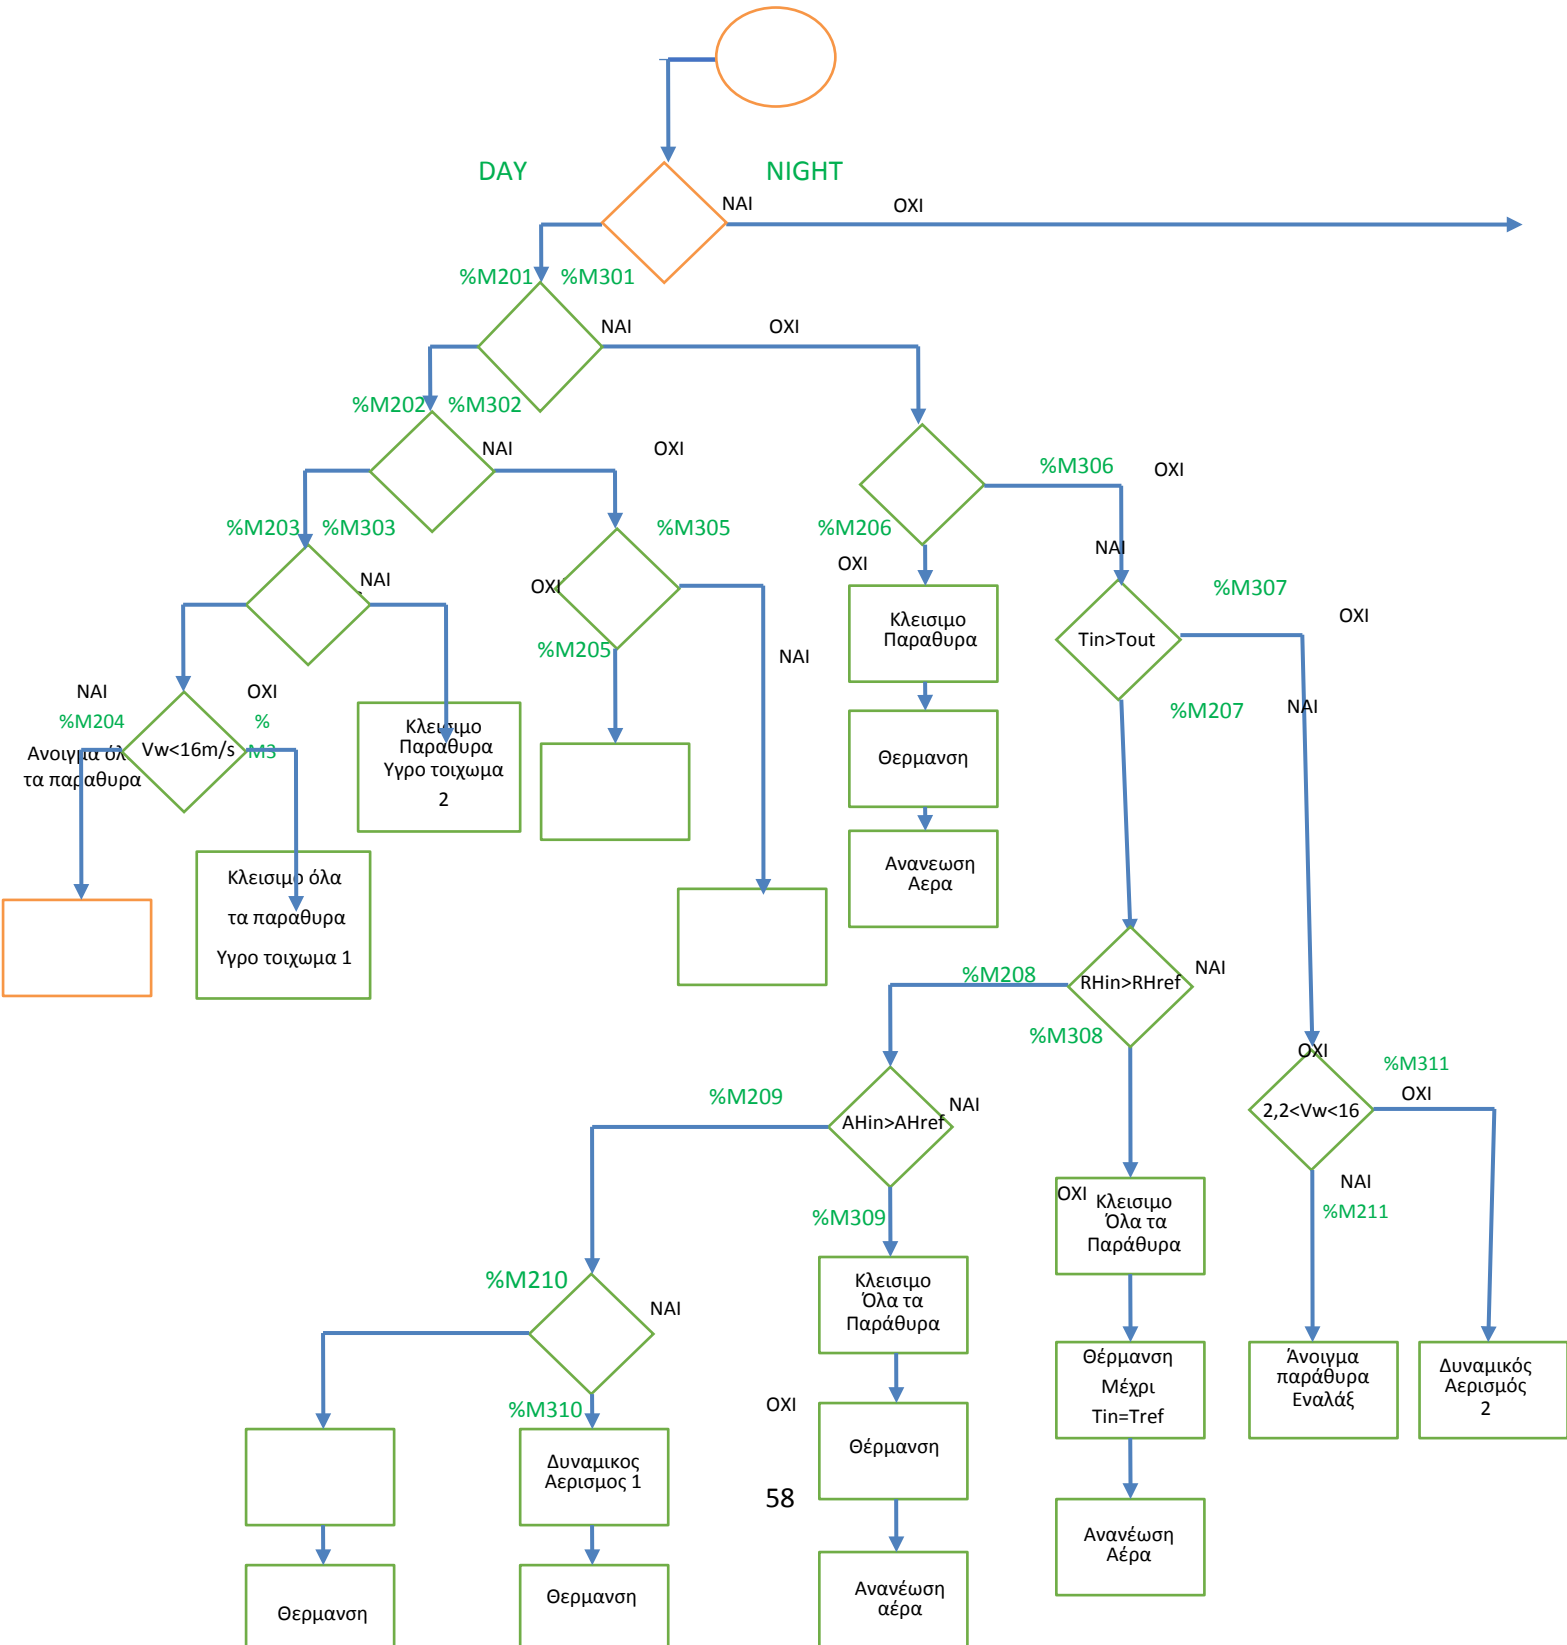 DAY
NIGHT
ΝΑΙ
ΟΧΙ
%M201
%M301
ΝΑΙ
ΟΧΙ
%M202
%M302
ΝΑΙ
ΟΧΙ
%M306
ΟΧΙ
%M203
%M303
%M305
%M206
ΝΑΙ
ΟΧΙ
ΝΑΙ
ΟΧΙ
%M307
ΟΧΙ
Κλεισιμο
Παραθυρα
Tin>Tout
%M205
ΝΑΙ
ΝΑΙ
ΟΧΙ
%M204
%
M3
%M207
ΝΑΙ
Ανοιγμα όλ
τα παραθυρα
Vw<16m/s
Κλεισιμο
Παραθυρα
Υγρο τοιχωμα
2
Θερμανση
Κλεισιμο όλα
τα παραθυρα
Υγρο τοιχωμα 1
Ανανεωση
Αερα
%M208
RHin>RHref
ΝΑΙ
%M308
ΟΧΙ
%M311
ΟΧΙ
%M209
ΝΑΙ
AHin>AHref
2,2<Vw<16
ΝΑΙ
%M211
ΟΧΙ
Κλεισιμο
Όλα τα
Παράθυρα
%M309
%M210
ΝΑΙ
Κλεισιμο
Όλα τα
Παράθυρα
Θέρμανση
Μέχρι
Tin=Tref
Άνοιγμα
παράθυρα
Εναλάξ
Δυναμικός
Αερισμός
2
%M310
ΟΧΙ
Δυναμικος
Αερισμος 1
Θέρμανση
58
Ανανέωση
Αέρα
Θερμανση
Θερμανση
Ανανέωση
αέρα